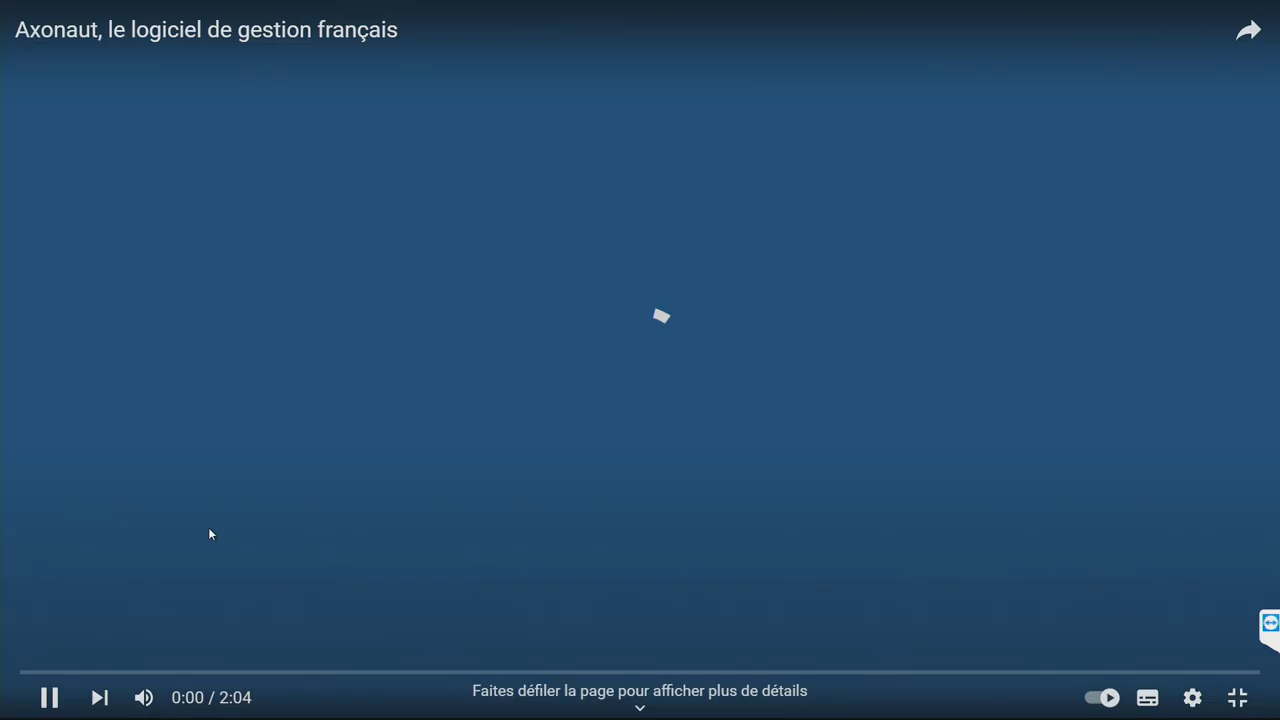 Axonaut, le logiciel de gestion français
0:00 / 2:04
Faites défiler la page pour afficher plus de détails